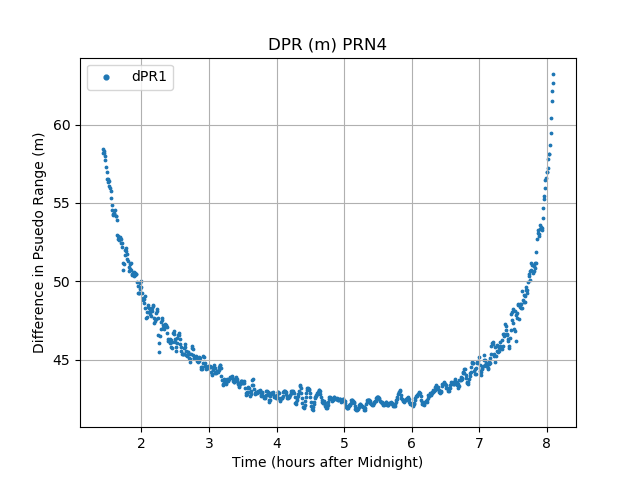 DPR (m) PRN4
dPR1
Difference in Psuedo Range (m)
60
55
50
45
2 3 4 5 6 7 8
Time (hours after Midnight)